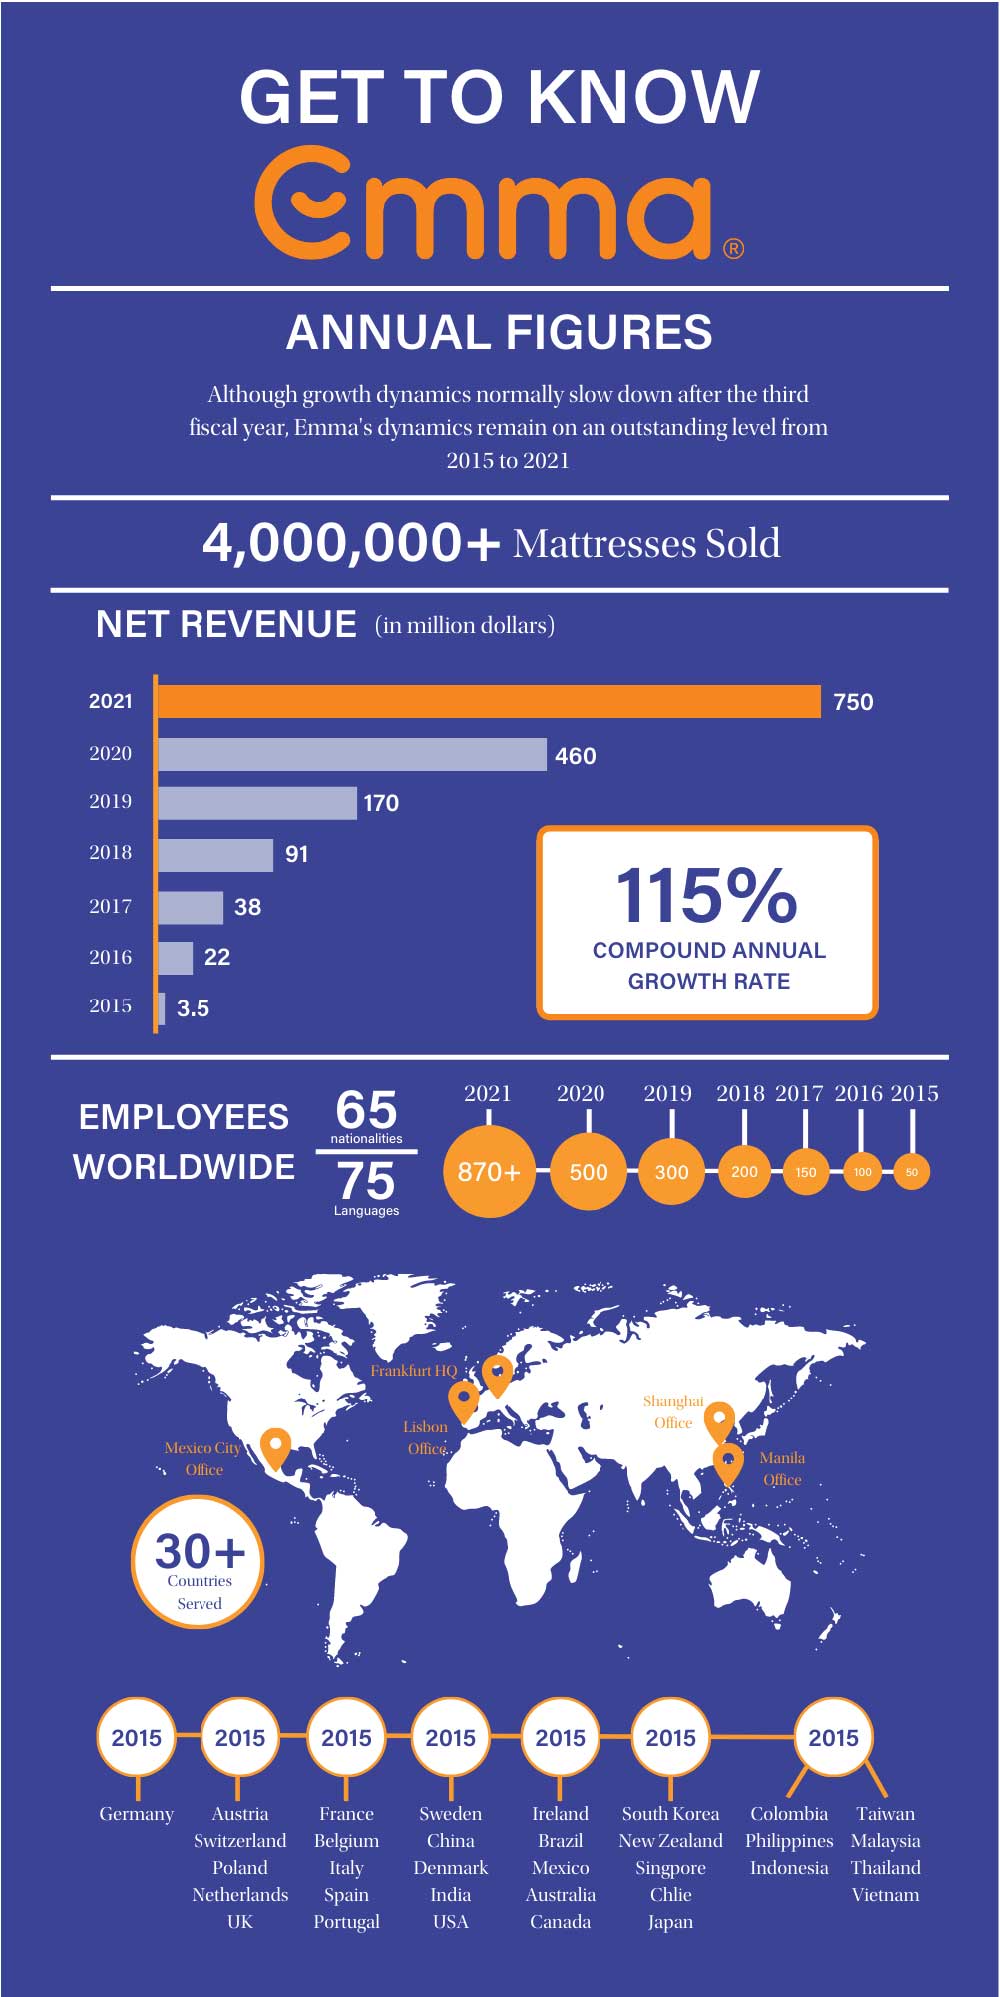 GET TO KNOW
Emma®
ANNUAL FIGURES
Although growth dynamics normally slow down after the third
fiscal year, Emma's dynamics remain on an outstanding level from
2015 to 2021
4,000,000+ Mattresses Sold
NET REVENUE (in million dollars)
2021 750
2020 460
2019 170
2018 91
2017 38
2016 22
2015 3.5
115%
COMPOUND ANNUAL
GROWTH RATE
EMPLOYEES
WORLDWIDE
65
nationalities
75
Languages
2021 2020 2019 2018 2017 2016 2015
870+ 500 300 200 150 100 50
Frankfurt HQ
Lisbon
Office
Shanghai
Office
Mexico City
Office
Manila
Office
30+
Countries
Served
2015 2015 2015 2015 2015 2015 2015
Germany
Austria
Switzerland
Poland
Netherlands
UK
France
Belgium
Italy
Spain
Portugal
Sweden
China
Denmark
India
USA
Ireland
Brazil
Mexico
Australia
Canada
South Korea
New Zealand
Singpore
Chlie
Japan
Colombia
Philippines
Indonesia
Taiwan
Malaysia
Thailand
Vietnam